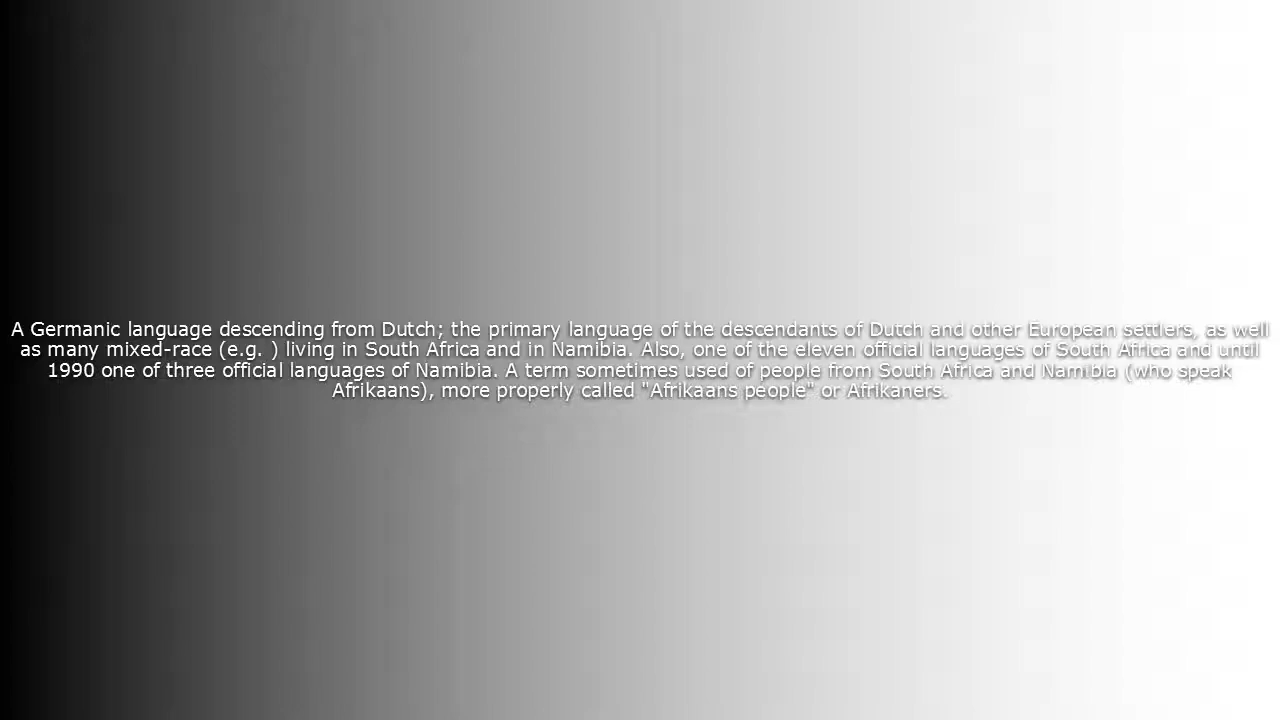 A Germanic language descending from Dutch; the primary language of the descendants of Dutch and other European settlers, as well
as many mixed-race (e.g. ) living in South Africa and in Namibia. Also, one of the eleven official languages of South Africa and until
1990 one of three official languages of Namibia. A term sometimes used of people from South Africa and Namibia (who speak
Afrikaans), more properly called "Afrikaans people" or Afrikaners.